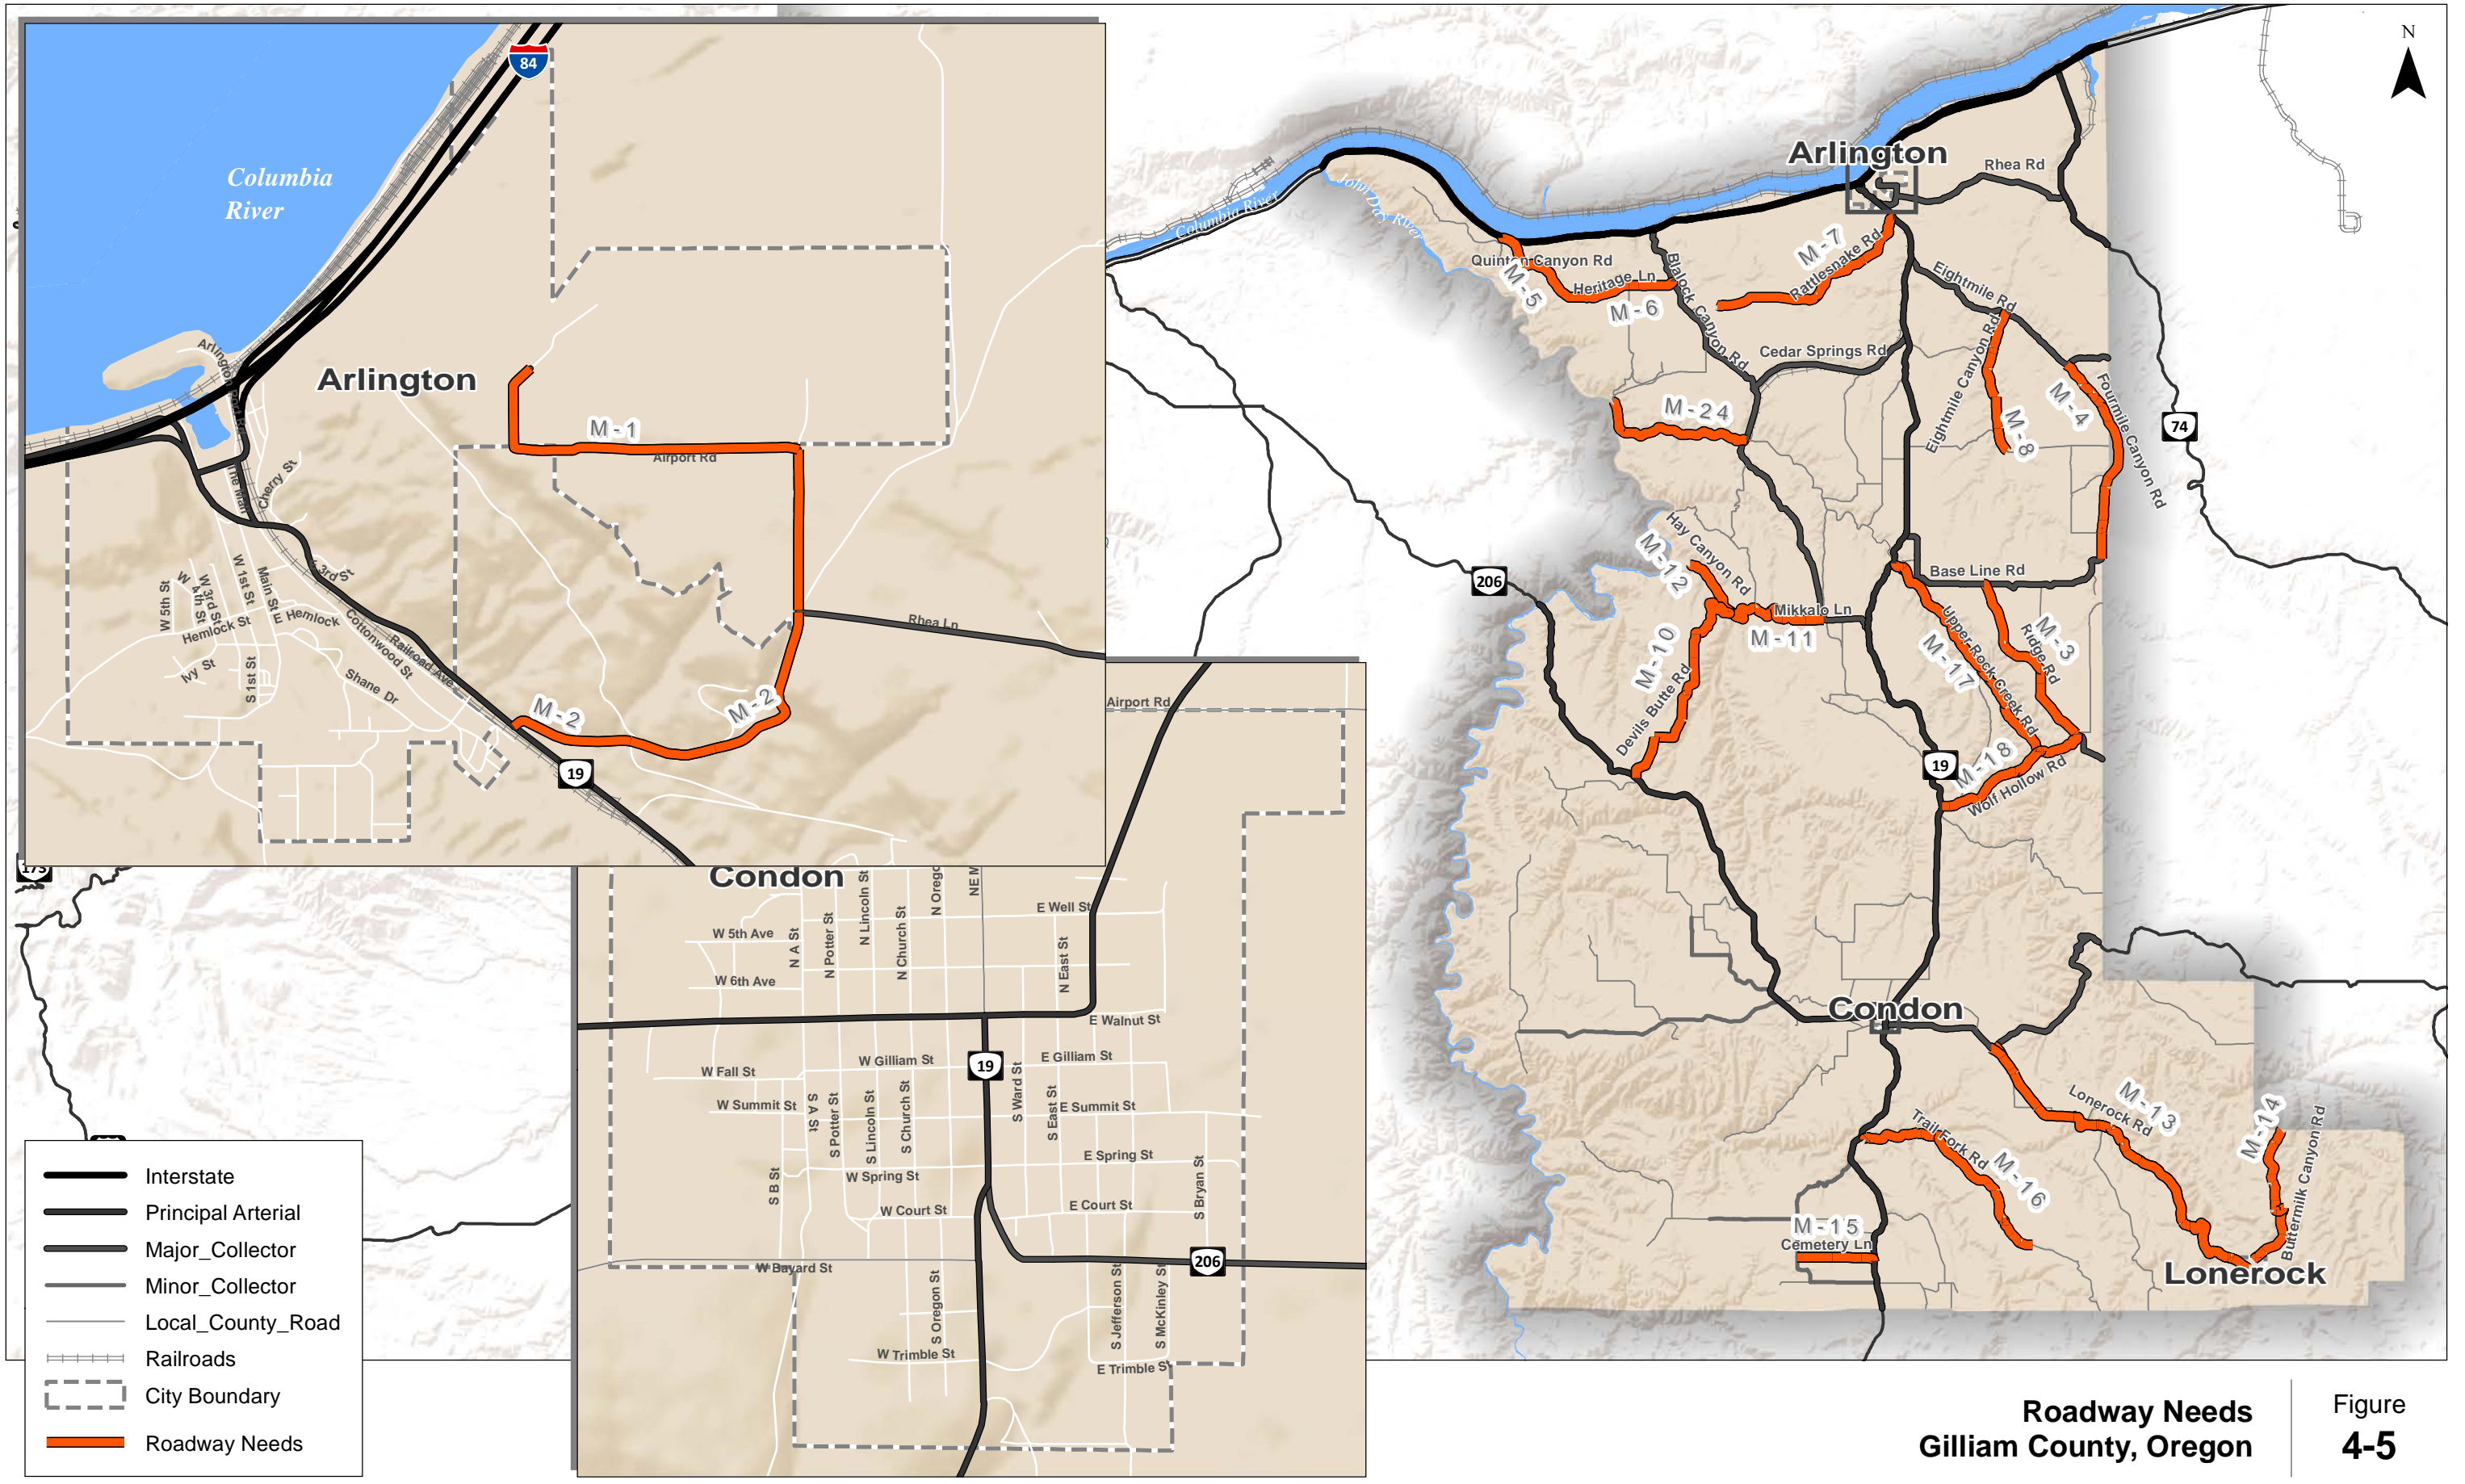 84
Columbia
River
Arlington
Arlington Port Rd
M-1
Airport Rd
Cherry St
E 3rd St
W 5th St
W 4th St
W 3rd St
W 1st St
Main St
Hemlock St
E Hemlock
Ivy St
S 1st St
Cottonwood St
Railroad Ave
Shane Dr
Rhea Ln
M-2
M-2
19
Condon
Airport Rd
N Lincoln St
N Church St
N Potter St
N A St
E Well St
W 5th Ave
W 6th Ave
N East St
E Walnut St
W Gilliam St
19
E Gilliam St
W Fall St
W Summit St
S A St
S Potter St
S Lincoln St
S Church St
S Ward St
S East St
E Summit St
E Spring St
W Spring St
S B St
S Bryan St
W Court St
E Court St
W Bayard St
206
S Oregon St
S Jefferson St
S McKinley St
W Trimble St
E Trimble St
N
Arlington
Rhea Rd
Columbia River
John Day River
Quinton Canyon Rd
M-5
Heritage Ln
M-6
Blalock Canyon Rd
M-7
Rattlesnake Rd
Eightmile Rd
Cedar Springs Rd
Eightmile Canyon Rd
M-8
M-4
Fourmile Canyon Rd
74
M-24
Hay Canyon Rd
M-12
206
Base Line Rd
Mikkalo Ln
M-11
M-10
Devils Butte Rd
Upper Rock Creek Rd
M-17
M-3
Ridge Rd
19
M-18
Wolf Hollow Rd
Condon
Lonerock Rd
M-13
M-14
Buttermilk Canyon Rd
Trail Fork Rd
M-16
M-15
Cemetery Ln
Lonerock
Interstate
Principal Arterial
Major_Collector
Minor_Collector
Local_County_Road
Railroads
City Boundary
Roadway Needs
Roadway Needs
Gilliam County, Oregon
Figure
4-5